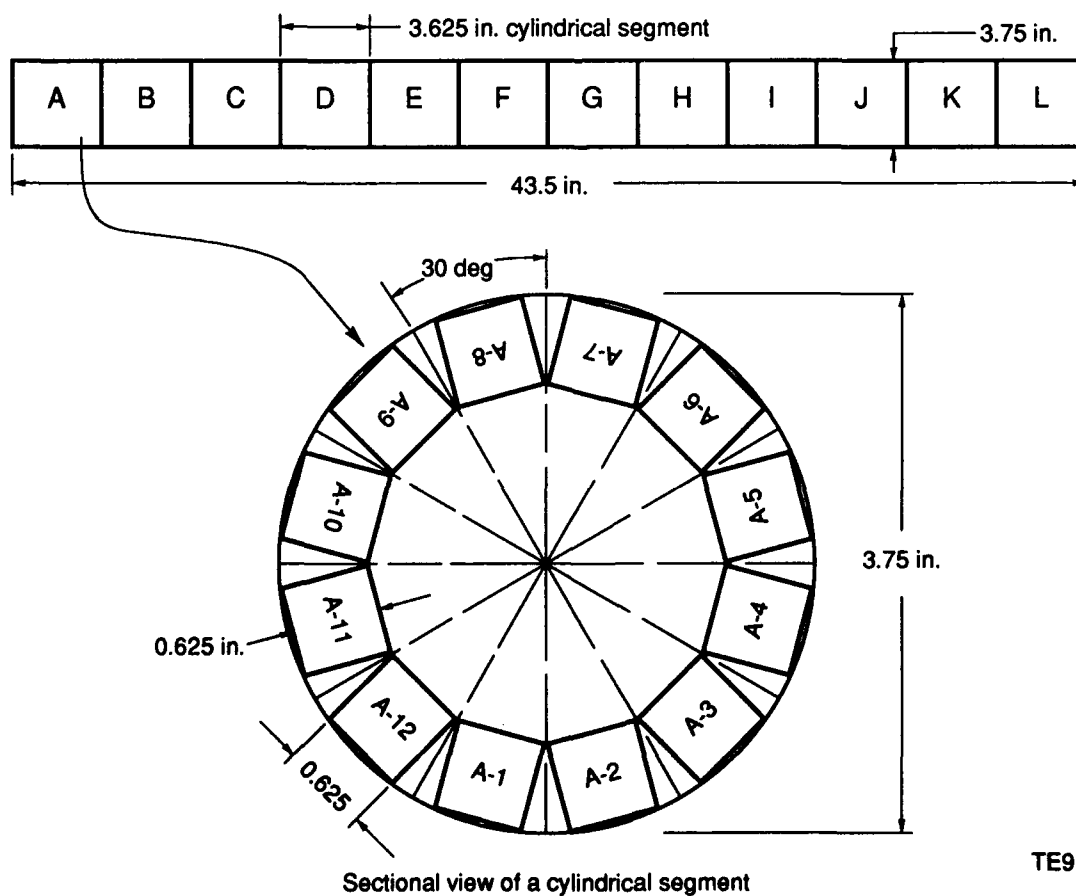 3.625 in. cylindrical segment
3.75 in.
A B C D E F G H I J K L
43.5 in.
30 deg
A-8
A-7
A-9
A-6
A-10
A-5
3.75 in.
A-11
A-4
0.625 in.
A-12
A-3
A-1
A-2
0.625
TE9
Sectional view of a cylindrical segment